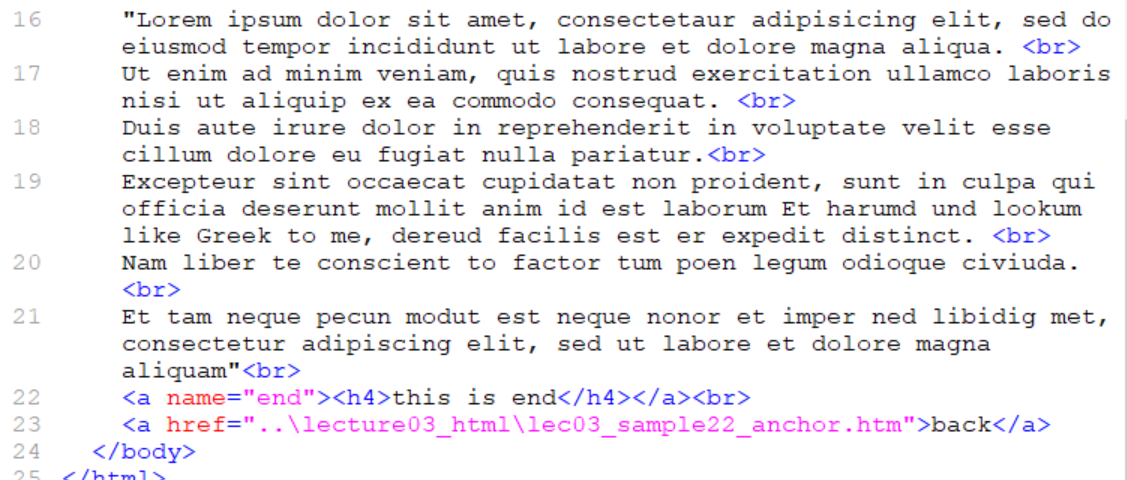 16 "Lorem ipsum dolor sit amet, consectetaur adipisicing elit, sed do
eiusmod tempor incididunt ut labore et dolore magna aliqua. <br>
17 Ut enim ad minim veniam, quis nostrud exercitation ullamco laboris
nisi ut aliquip ex ea commodo consequat. <br>
18 Duis aute irure dolor in reprehenderit in voluptate velit esse
cillum dolore eu fugiat nulla pariatur.<br>
19 Excepteur sint occaecat cupidatat non proident, sunt in culpa qui
officia deserunt mollit anim id est laborum Et harumd und lookum
like Greek to me, dereud facilis est er expedit distinct. <br>
20 Nam liber te conscient to factor tum poen legum odioque civiuda.
<br>
21 Et tam neque pecun modut est neque nonor et imper ned libidig met,
consectetur adipiscing elit, sed ut labore et dolore magna
aliquam"<br>
22 <a name="end"><h4>this is end</h4></a><br>
23 <a href="..\lecture03_html\lec03_sample22_anchor.htm">back</a>
24 </body>
25 </html>